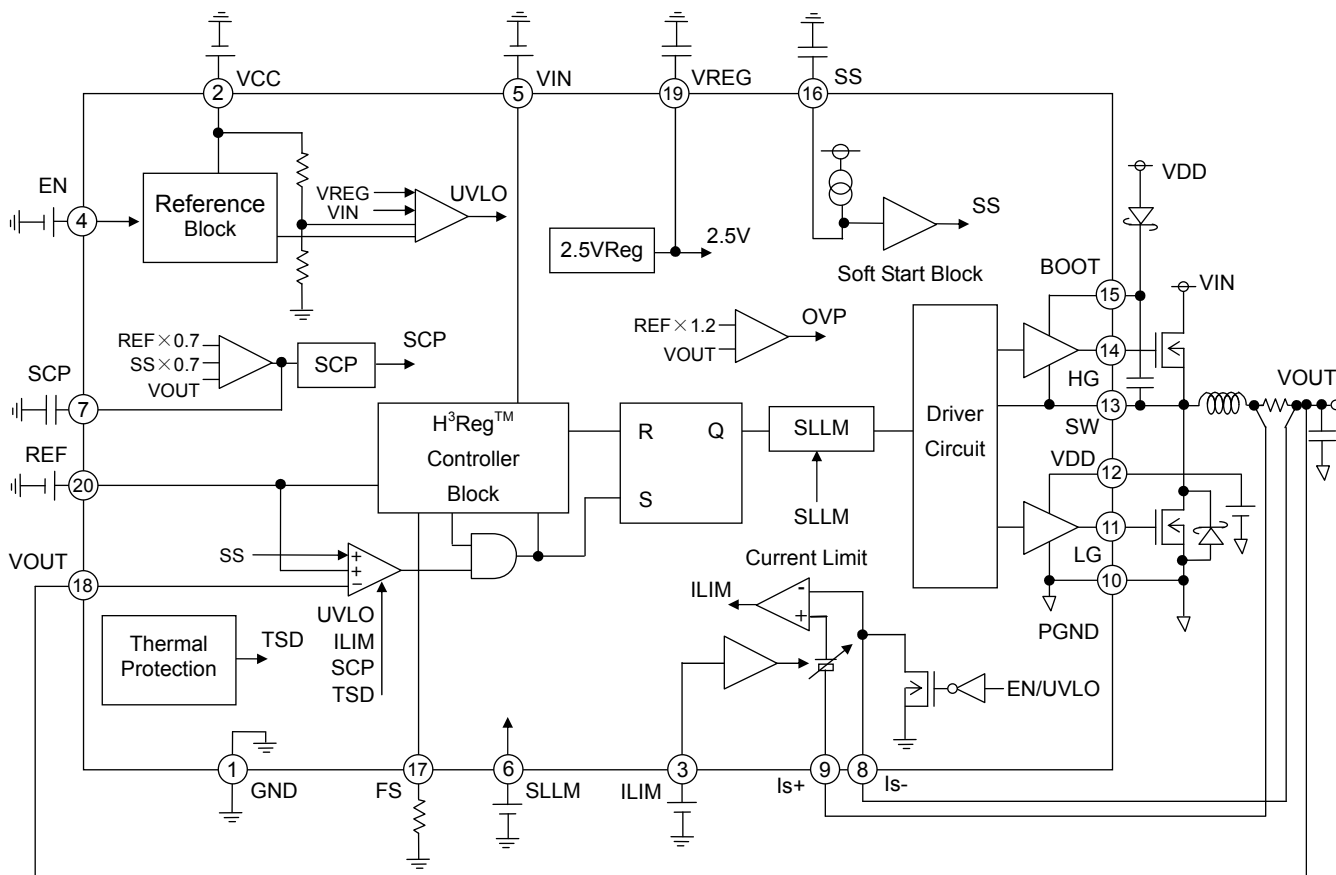 VCC
VIN
VREG
SS
2
5
19
16
EN
4
Reference
Block
VREG
VIN
UVLO
2.5VReg
2.5V
SS
Soft Start Block
VDD
BOOT
15
VIN
REF×0.7
SS×0.7
VOUT
SCP
SCP
REF×1.2
VOUT
OVP
14
HG
SCP
7
13
SW
VOUT
H³Reg™
Controller
Block
R
Q
S
SLLM
SLLM
Driver
Circuit
REF
20
VDD
12
11
LG
10
PGND
VOUT
18
SS
+
+
−
UVLO
ILIM
SCP
TSD
Thermal
Protection
TSD
Current Limit
ILIM
-
+
EN/UVLO
1
GND
17
FS
6
SLLM
3
ILIM
9
Is+
8
Is-